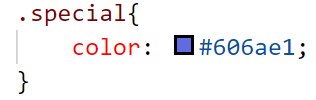 .special{
    color: #606ae1;
}